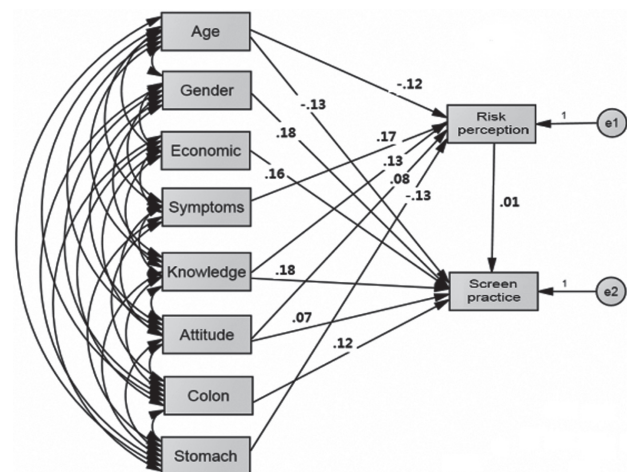 Age
Gender
Economic
Symptoms
Knowledge
Attitude
Colon
Stomach
-.12
-.13
.18
.17
.13
.16
.08
-.13
.18
.07
.12
Risk
perception
1
e1
.01
Screen
practice
1
e2